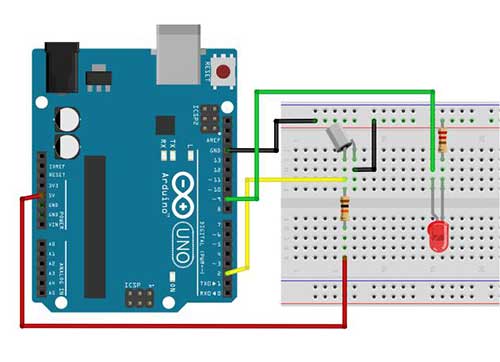 RESET
ICSP2
AREF
GND
13
12
11
10
9
8
7
6
5
4
3
2
TXD▶1
RXD◀0
L
TX
RX
Arduino
UNO
DIGITAL (PWM~)
ON
ICSP
IOREF
RESET
3V3
5V
GND
GND
VIN
POWER
A0
A1
A2
A3
A4
A5
ANALOG IN